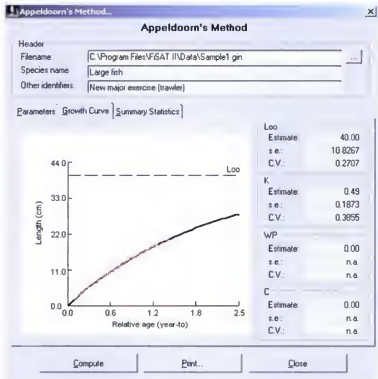 Appeldoorn's Method...
Appeldoorn's Method
Header
Filename: C:\Program Files\FiSAT II\Data\Sample1.gin ...
Species name Large fish
Other identifiers: New major exercise (trawler)
Parameters Growth Curve Summary Statistics
Loo
Estimate: 40.00
s.e.: 10.8267
C.V.: 0.2707
K
Estimate: 0.49
s.e.: 0.1873
C.V.: 0.3855
WP
Estimate: 0.00
s.e.: n.a.
C.V.: n.a.
C
Estimate: 0.00
s.e.: n.a.
C.V.: n.a.
Length (cm)
44.0
33.0
22.0
11.0
0.0
Loo
0.0 0.6 1.2 1.8 2.5
Relative age (year-to)
Compute Print... Close